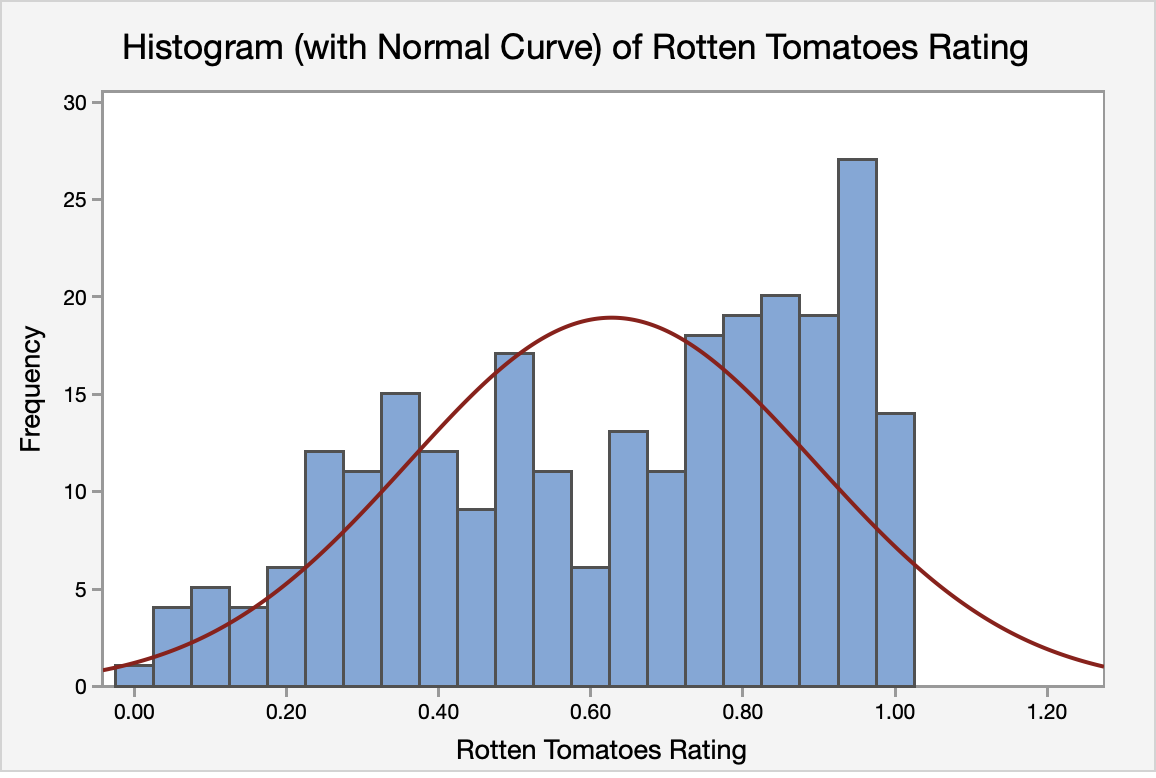 Histogram (with Normal Curve) of Rotten Tomatoes Rating
30
25
20
15
10
5
0
Frequency
0.00 0.20 0.40 0.60 0.80 1.00 1.20
Rotten Tomatoes Rating